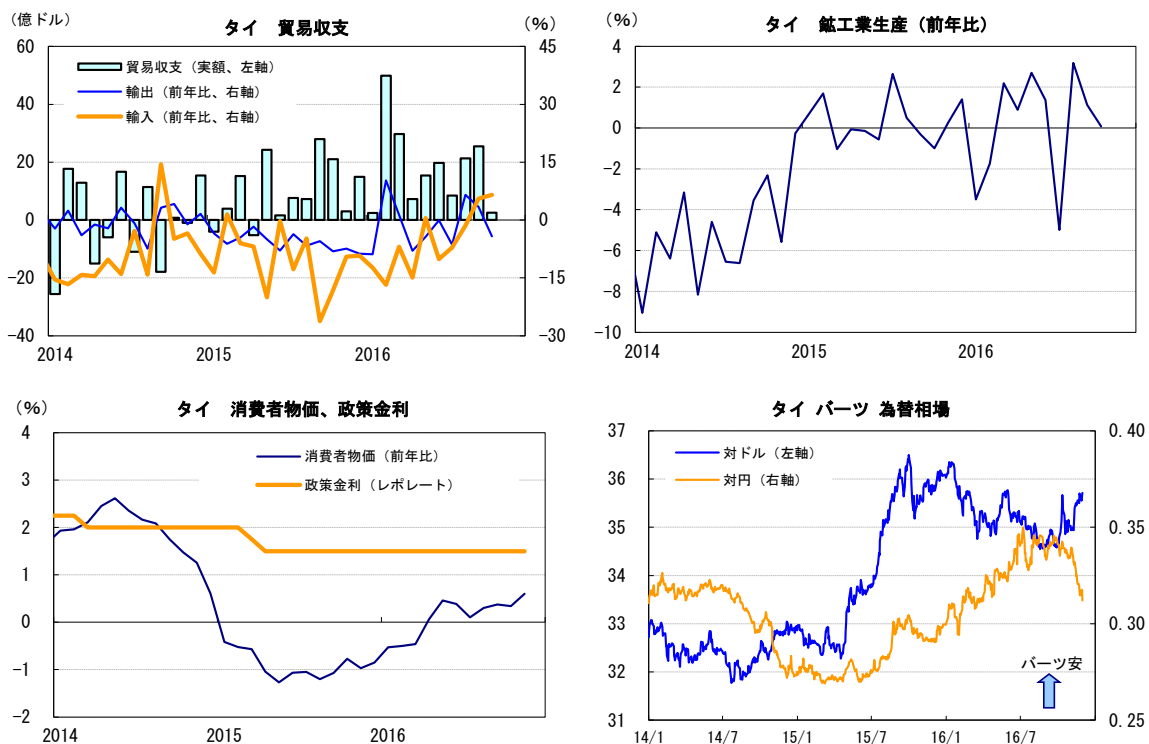 タイ 貿易収支
(億ドル)
(%)
60
40
20
0
-20
-40
45
30
15
0
-15
-30
貿易収支(実額、左軸)
輸出(前年比、右軸)
輸入(前年比、右軸)
2014 2015 2016
タイ 鉱工業生産(前年比)
(%)
4
2
0
-2
-4
-6
-8
-10
2014 2015 2016
タイ 消費者物価、政策金利
(%)
4
3
2
1
0
-1
-2
消費者物価(前年比)
政策金利(レポレート)
2014 2015 2016
タイ バーツ 為替相場
37
36
35
34
33
32
31
0.40
0.35
0.30
0.25
対ドル(左軸)
対円(右軸)
バーツ安
14/1 14/7 15/1 15/7 16/1 16/7